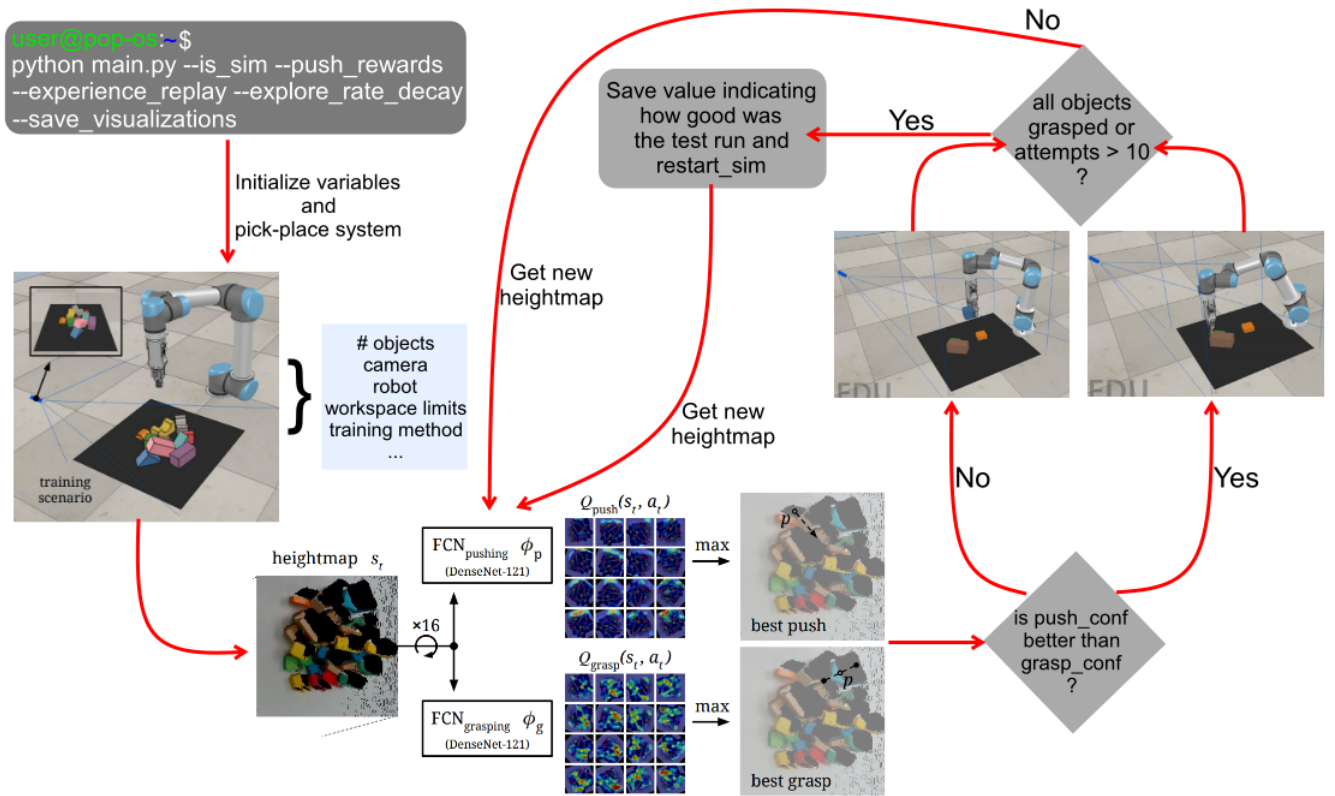 user@pop-os:~$
python main.py --is_sim --push_rewards
--experience_replay --explore_rate_decay
--save_visualizations
Initialize variables
and
pick-place system
training
scenario
# objects
camera
robot
workspace limits
training method
...
heightmap s_t
×16
FCN_pushing ϕ_p
(DenseNet-121)
FCN_grasping ϕ_g
(DenseNet-121)
Q_push(s_t, a_t)
Q_grasp(s_t, a_t)
max
max
p
best push
p
best grasp
is push_conf
better than
grasp_conf
?
No
Yes
EDU
EDU
all objects
grasped or
attempts > 10
?
Yes
No
Save value indicating
how good was
the test run and
restart_sim
Get new
heightmap
Get new
heightmap